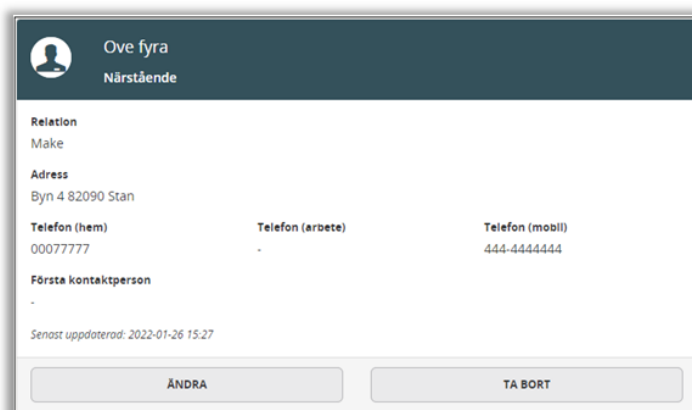 Ove fyra
Närstående
Relation
Make
Adress
Byn 4 82090 Stan
Telefon (hem) Telefon (arbete) Telefon (mobil)
00077777 - 444-4444444
Första kontaktperson
-
Senast uppdaterad: 2022-01-26 15:27
ÄNDRA TA BORT